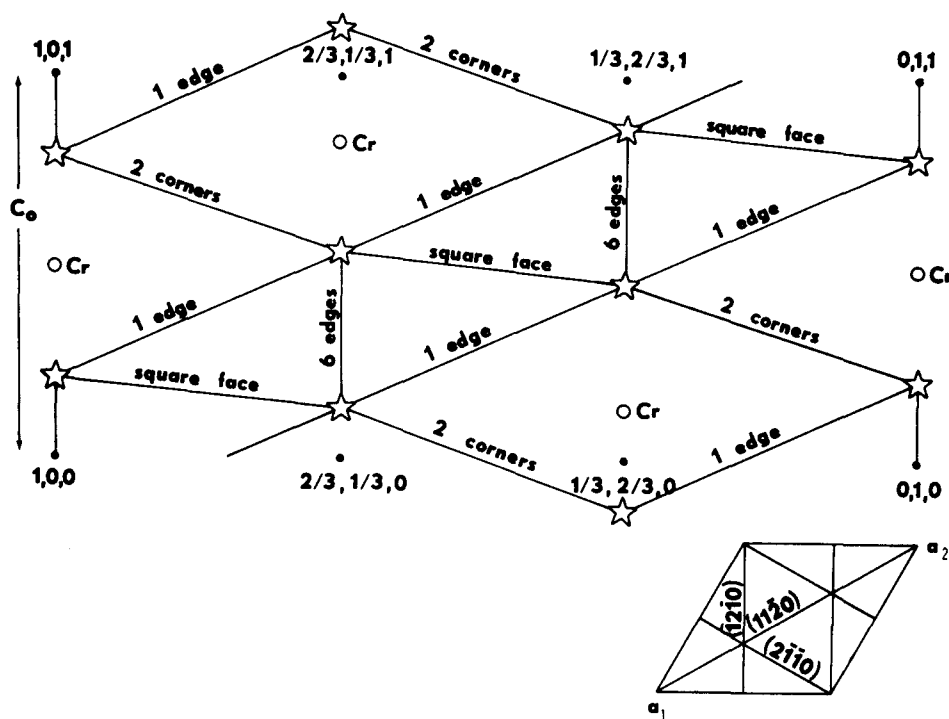 1,0,1
2/3,1/3,1
2 corners
1/3,2/3,1
0,1,1
1 edge
Cr
square face
2 corners
1 edge
6 edges
1 edge
Co
Cr
square face
Cr
1 edge
6 edges
1 edge
2 corners
square face
Cr
2 corners
1 edge
1,0,0
2/3,1/3,0
1/3,2/3,0
0,1,0
a2
(1̄21̄0)
(112̄0)
(21̄1̄0)
a1